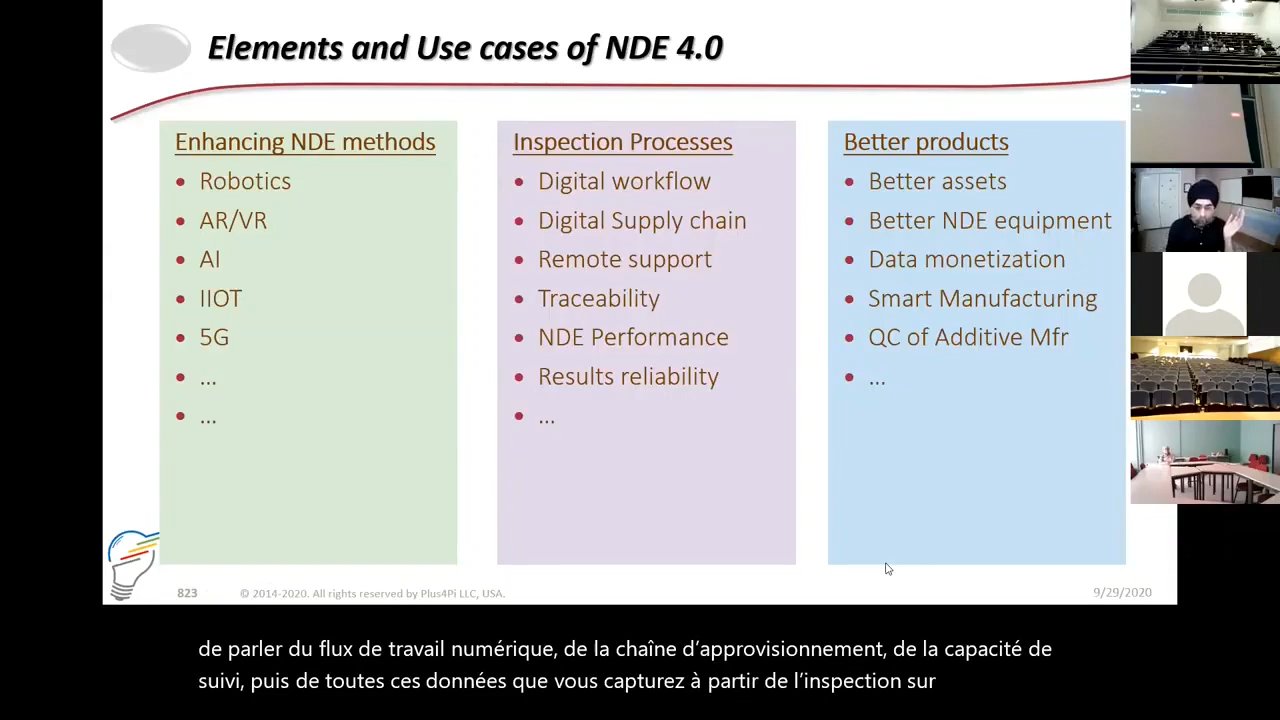 Elements and Use cases of NDE 4.0
Enhancing NDE methods
• Robotics
• AR/VR
• AI
• IIOT
• 5G
• ...
• ...
Inspection Processes
• Digital workflow
• Digital Supply chain
• Remote support
• Traceability
• NDE Performance
• Results reliability
• ...
Better products
• Better assets
• Better NDE equipment
• Data monetization
• Smart Manufacturing
• QC of Additive Mfr
• ...
823
© 2014-2020. All rights reserved by Plus4Pi LLC, USA.
9/29/2020
de parler du flux de travail numérique, de la chaîne d’approvisionnement, de la capacité de
suivi, puis de toutes ces données que vous capturez à partir de l’inspection sur